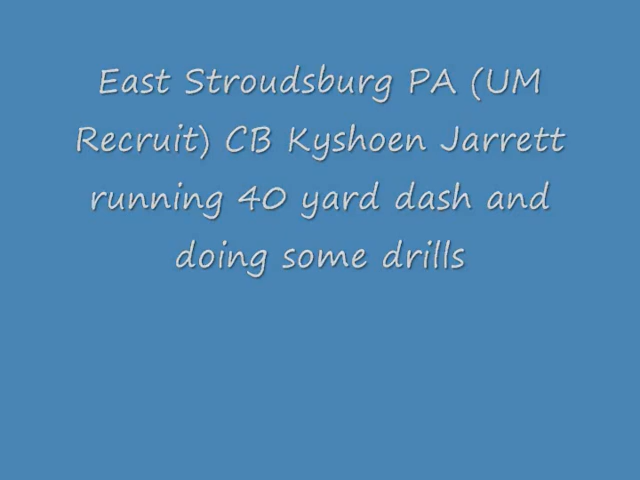 East Stroudsburg PA (UM
Recruit) CB Kyshoen Jarrett
running 40 yard dash and
doing some drills